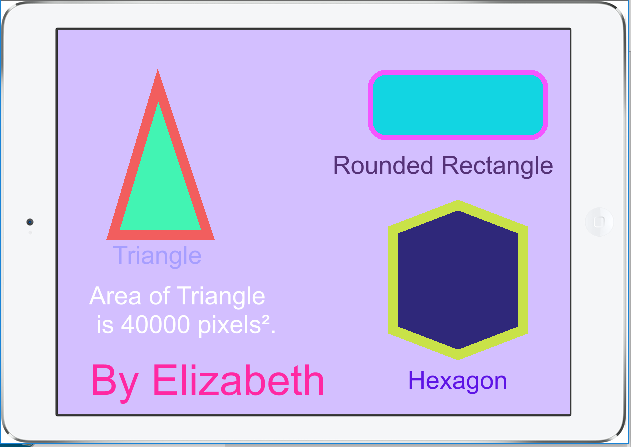 Rounded Rectangle
Triangle
Area of Triangle
is 40000 pixels².
By Elizabeth
Hexagon